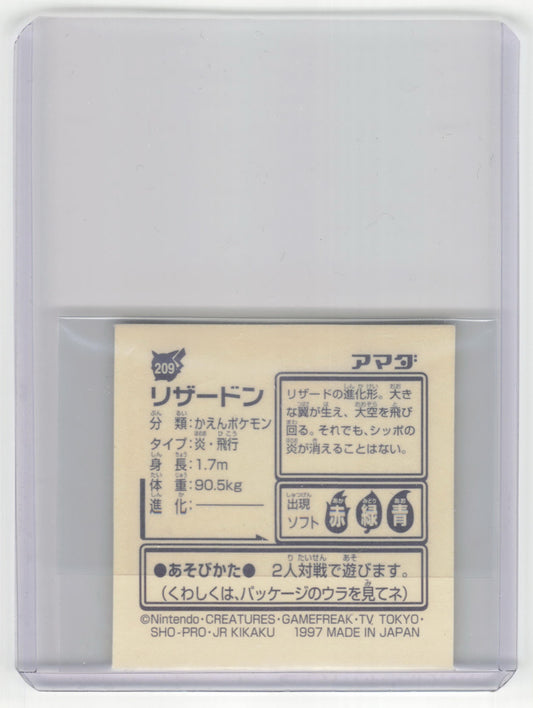 209
アマダ
リザードン
分類:かえんポケモン
タイプ:炎・飛行
身長:1.7m
体重:90.5kg
進化:————
リザードの進化形。大き
な翼が生え、大空を飛び
回る。それでも、シッポの
炎が消えることはない。
出現
ソフト
赤 緑 青
●あそびかた● 2人対戦で遊びます。
(くわしくは、パッケージのウラを見てネ)
©Nintendo・CREATURES・GAMEFREAK・TV TOKYO・
SHO-PRO・JR KIKAKU 1997 MADE IN JAPAN